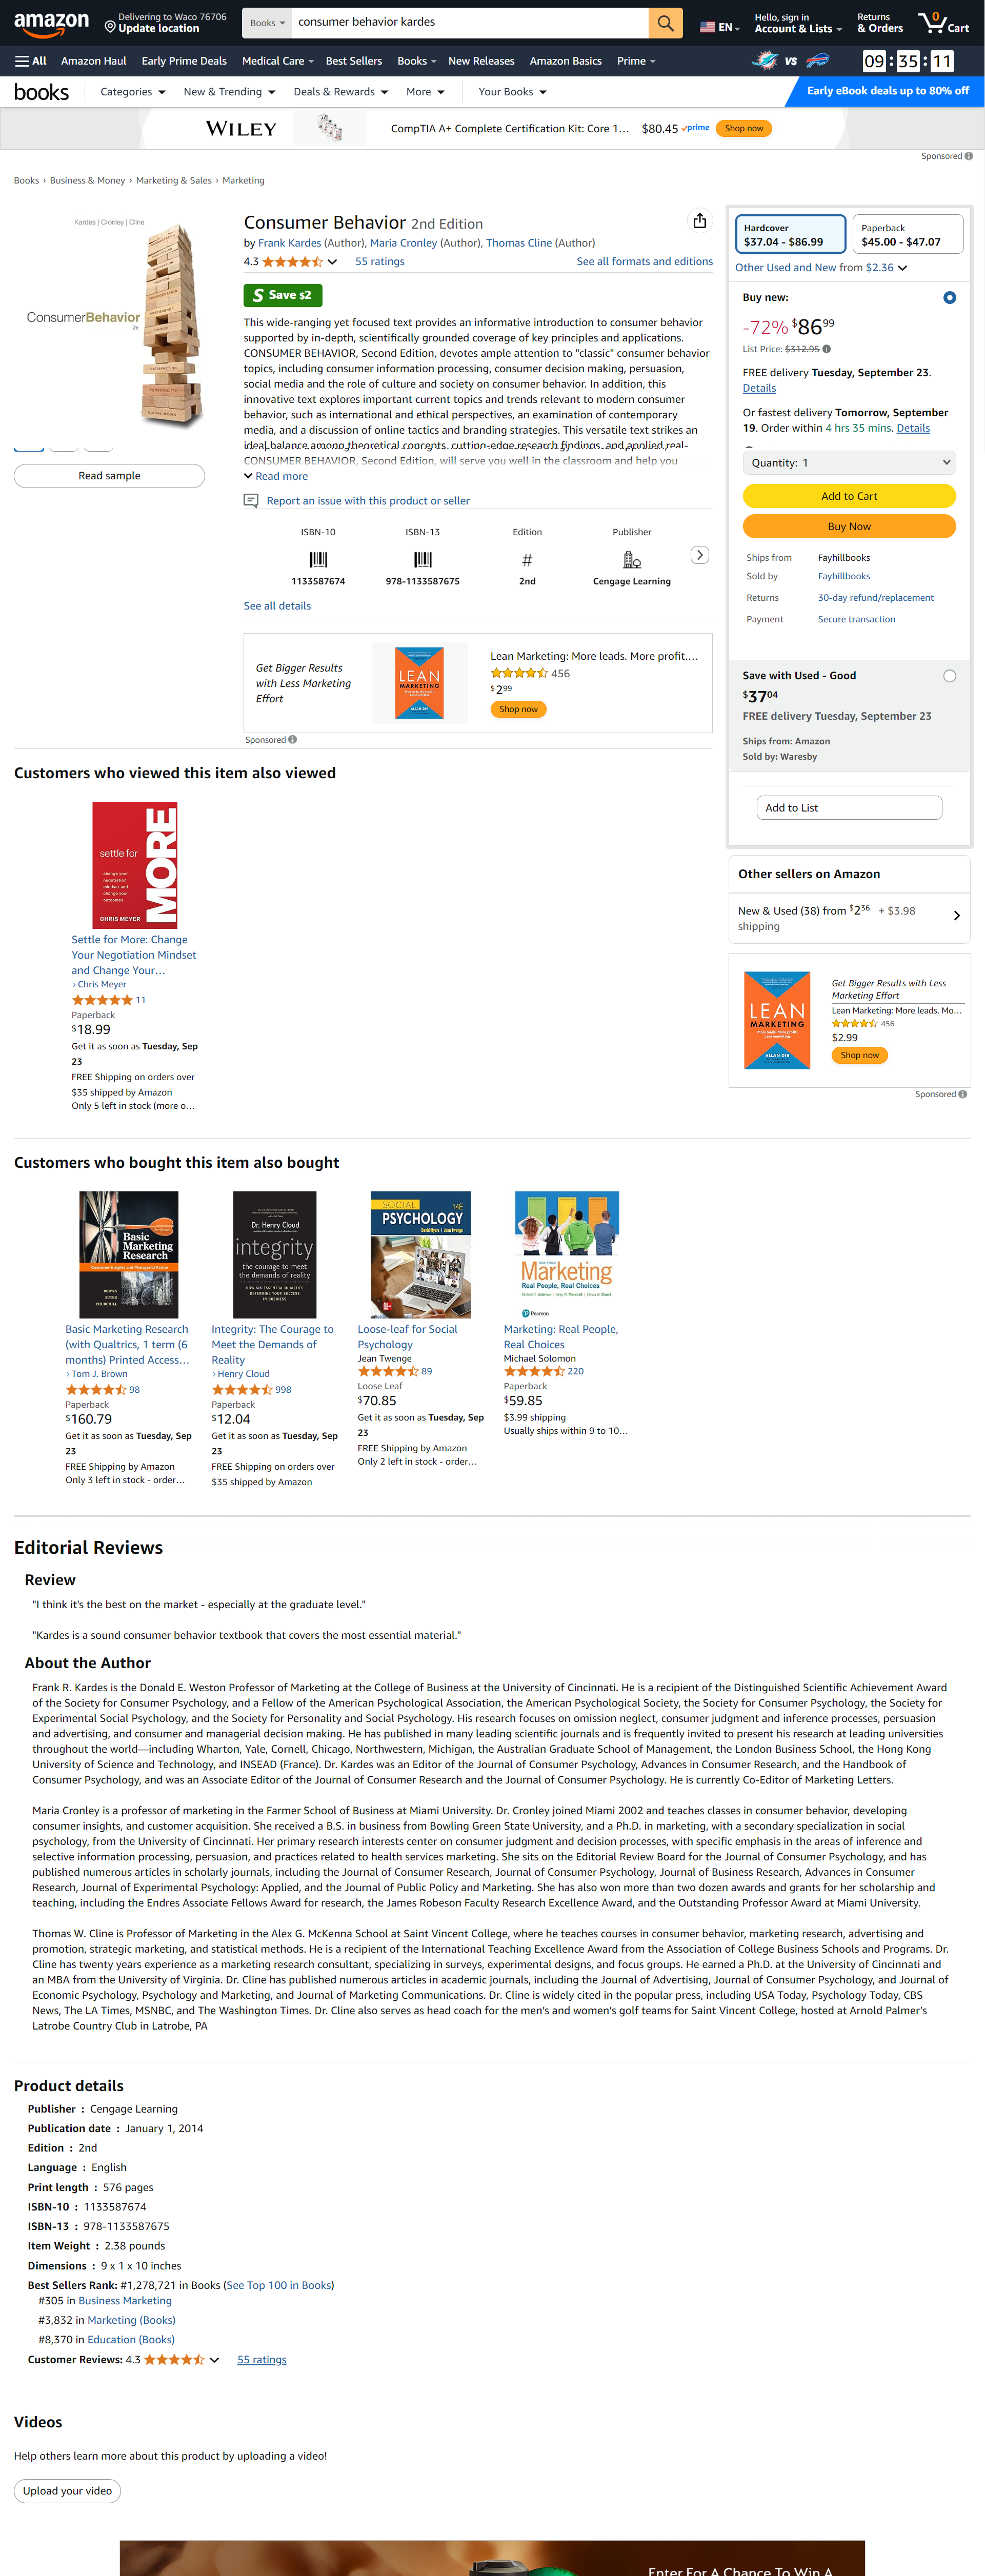 amazon
Delivering to Waco 76706
Update location
Books
consumer behavior kardes
EN
Hello, sign in
Account & Lists
Returns
& Orders
0
Cart
All
Amazon Haul
Early Prime Deals
Medical Care
Best Sellers
Books
New Releases
Amazon Basics
Prime
VS
09 : 35 : 11
books
Categories
New & Trending
Deals & Rewards
More
Your Books
Early eBook deals up to 80% off
WILEY
CompTIA A+ Complete Certification Kit: Core 1...
$80.45 prime
Shop now
Sponsored
Books › Business & Money › Marketing & Sales › Marketing
Kardes | Cronley | Cline
ConsumerBehavior
2e
Read sample
Consumer Behavior 2nd Edition
by Frank Kardes (Author), Maria Cronley (Author), Thomas Cline (Author)
4.3
55 ratings
See all formats and editions
S Save $2
This wide-ranging yet focused text provides an informative introduction to consumer behavior
supported by in-depth, scientifically grounded coverage of key principles and applications.
CONSUMER BEHAVIOR, Second Edition, devotes ample attention to "classic" consumer behavior
topics, including consumer information processing, consumer decision making, persuasion,
social media and the role of culture and society on consumer behavior. In addition, this
innovative text explores important current topics and trends relevant to modern consumer
behavior, such as international and ethical perspectives, an examination of contemporary
media, and a discussion of online tactics and branding strategies. This versatile text strikes an
ideal balance among theoretical concepts, cutting-edge research findings, and applied real-
CONSUMER BEHAVIOR, Second Edition, will serve you well in the classroom and help you
Read more
Report an issue with this product or seller
ISBN-10
1133587674
ISBN-13
978-1133587675
Edition
#
2nd
Publisher
Cengage Learning
See all details
Get Bigger Results
with Less Marketing
Effort
LEAN
MARKETING
ALLAN DIB
Lean Marketing: More leads. More profit....
456
$2.99
Shop now
Sponsored
Hardcover
$37.04 - $86.99
Paperback
$45.00 - $47.07
Other Used and New from $2.36
Buy new:
-72% $86.99
List Price: $312.95
FREE delivery Tuesday, September 23.
Details
Or fastest delivery Tomorrow, September
19. Order within 4 hrs 35 mins. Details
Quantity: 1
Add to Cart
Buy Now
Ships from Fayhillbooks
Sold by Fayhillbooks
Returns 30-day refund/replacement
Payment Secure transaction
Save with Used - Good
$37.04
FREE delivery Tuesday, September 23
Ships from: Amazon
Sold by: Waresby
Add to List
Other sellers on Amazon
New & Used (38) from $2.36 + $3.98
shipping
LEAN
MARKETING
ALLAN DIB
Get Bigger Results with Less
Marketing Effort
Lean Marketing: More leads. Mo...
456
$2.99
Shop now
Sponsored
Customers who viewed this item also viewed
settle for
MORE
change your
negotiation
mindset and
change your
outcomes
CHRIS MEYER
Settle for More: Change
Your Negotiation Mindset
and Change Your...
› Chris Meyer
11
Paperback
$18.99
Get it as soon as Tuesday, Sep
23
FREE Shipping on orders over
$35 shipped by Amazon
Only 5 left in stock (more o...
Customers who bought this item also bought
Basic
Marketing
Research
Customer Insights and Managerial Action
Basic Marketing Research
(with Qualtrics, 1 term (6
months) Printed Access...
› Tom J. Brown
98
Paperback
$160.79
Get it as soon as Tuesday, Sep
23
FREE Shipping by Amazon
Only 3 left in stock - order...
Dr. Henry Cloud
integrity
the courage to meet
the demands of reality
HOW SIX ESSENTIAL QUALITIES
DETERMINE YOUR SUCCESS
IN BUSINESS
Integrity: The Courage to
Meet the Demands of
Reality
› Henry Cloud
998
Paperback
$12.04
Get it as soon as Tuesday, Sep
23
FREE Shipping on orders over
$35 shipped by Amazon
SOCIAL
14E
PSYCHOLOGY
Loose-leaf for Social
Psychology
Jean Twenge
89
Loose Leaf
$70.85
Get it as soon as Tuesday, Sep
23
FREE Shipping by Amazon
Only 2 left in stock - order...
Marketing
Real People, Real Choices
Pearson
Marketing: Real People,
Real Choices
Michael Solomon
220
Paperback
$59.85
$3.99 shipping
Usually ships within 9 to 10...
Editorial Reviews
Review
"I think it's the best on the market - especially at the graduate level."
"Kardes is a sound consumer behavior textbook that covers the most essential material."
About the Author
Frank R. Kardes is the Donald E. Weston Professor of Marketing at the College of Business at the University of Cincinnati. He is a recipient of the Distinguished Scientific Achievement Award
of the Society for Consumer Psychology, and a Fellow of the American Psychological Association, the American Psychological Society, the Society for Consumer Psychology, the Society for
Experimental Social Psychology, and the Society for Personality and Social Psychology. His research focuses on omission neglect, consumer judgment and inference processes, persuasion
and advertising, and consumer and managerial decision making. He has published in many leading scientific journals and is frequently invited to present his research at leading universities
throughout the world—including Wharton, Yale, Cornell, Chicago, Northwestern, Michigan, the Australian Graduate School of Management, the London Business School, the Hong Kong
University of Science and Technology, and INSEAD (France). Dr. Kardes was an Editor of the Journal of Consumer Psychology, Advances in Consumer Research, and the Handbook of
Consumer Psychology, and was an Associate Editor of the Journal of Consumer Research and the Journal of Consumer Psychology. He is currently Co-Editor of Marketing Letters.
Maria Cronley is a professor of marketing in the Farmer School of Business at Miami University. Dr. Cronley joined Miami 2002 and teaches classes in consumer behavior, developing
consumer insights, and customer acquisition. She received a B.S. in business from Bowling Green State University, and a Ph.D. in marketing, with a secondary specialization in social
psychology, from the University of Cincinnati. Her primary research interests center on consumer judgment and decision processes, with specific emphasis in the areas of inference and
selective information processing, persuasion, and practices related to health services marketing. She sits on the Editorial Review Board for the Journal of Consumer Psychology, and has
published numerous articles in scholarly journals, including the Journal of Consumer Research, Journal of Consumer Psychology, Journal of Business Research, Advances in Consumer
Research, Journal of Experimental Psychology: Applied, and the Journal of Public Policy and Marketing. She has also won more than two dozen awards and grants for her scholarship and
teaching, including the Endres Associate Fellows Award for research, the James Robeson Faculty Research Excellence Award, and the Outstanding Professor Award at Miami University.
Thomas W. Cline is Professor of Marketing in the Alex G. McKenna School at Saint Vincent College, where he teaches courses in consumer behavior, marketing research, advertising and
promotion, strategic marketing, and statistical methods. He is a recipient of the International Teaching Excellence Award from the Association of College Business Schools and Programs. Dr.
Cline has twenty years experience as a marketing research consultant, specializing in surveys, experimental designs, and focus groups. He earned a Ph.D. at the University of Cincinnati and
an MBA from the University of Virginia. Dr. Cline has published numerous articles in academic journals, including the Journal of Advertising, Journal of Consumer Psychology, and Journal of
Economic Psychology, Psychology and Marketing, and Journal of Marketing Communications. Dr. Cline is widely cited in the popular press, including USA Today, Psychology Today, CBS
News, The LA Times, MSNBC, and The Washington Times. Dr. Cline also serves as head coach for the men's and women's golf teams for Saint Vincent College, hosted at Arnold Palmer's
Latrobe Country Club in Latrobe, PA
Product details
Publisher : Cengage Learning
Publication date : January 1, 2014
Edition : 2nd
Language : English
Print length : 576 pages
ISBN-10 : 1133587674
ISBN-13 : 978-1133587675
Item Weight : 2.38 pounds
Dimensions : 9 x 1 x 10 inches
Best Sellers Rank: #1,278,721 in Books (See Top 100 in Books)
#305 in Business Marketing
#3,832 in Marketing (Books)
#8,370 in Education (Books)
Customer Reviews: 4.3 55 ratings
Videos
Help others learn more about this product by uploading a video!
Upload your video
Enter For A Chance To Win A